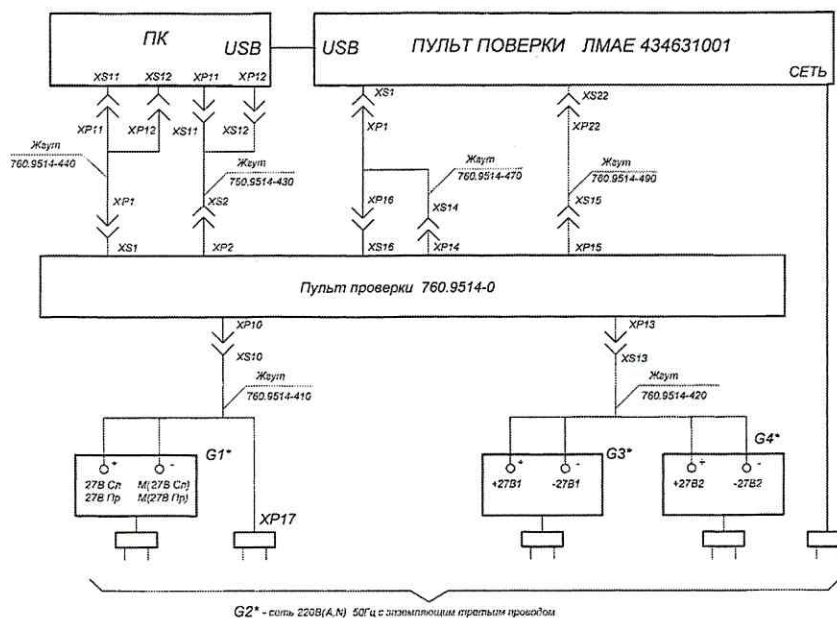 ПК
USB
USB
ПУЛЬТ ПОВЕРКИ ЛМАЕ 434631001
СЕТЬ
XS11
XS12
XP11
XP12
XS1
XS22
XP11
XP12
XS11
XS12
XP1
XP22
Жгут
760.9514-440
Жгут
760.9514-430
Жгут
760.9514-470
Жгут
760.9514-490
XP1
XS2
XP16
XS14
XS15
XS1
XP2
XS16
XP14
XP15
Пульт проверки 760.9514-0
XP10
XS10
XP13
XS13
Жгут
760.9514-410
Жгут
760.9514-420
G1*
+ -
27В Сл М(27В Сл)
27В Пр М(27В Пр)
XP17
G3*
+ -
+27В1 -27В1
G4*
+ -
+27В2 -27В2
G2* - сеть 220В(A,N) 50Гц с заземляющим третьим проводом